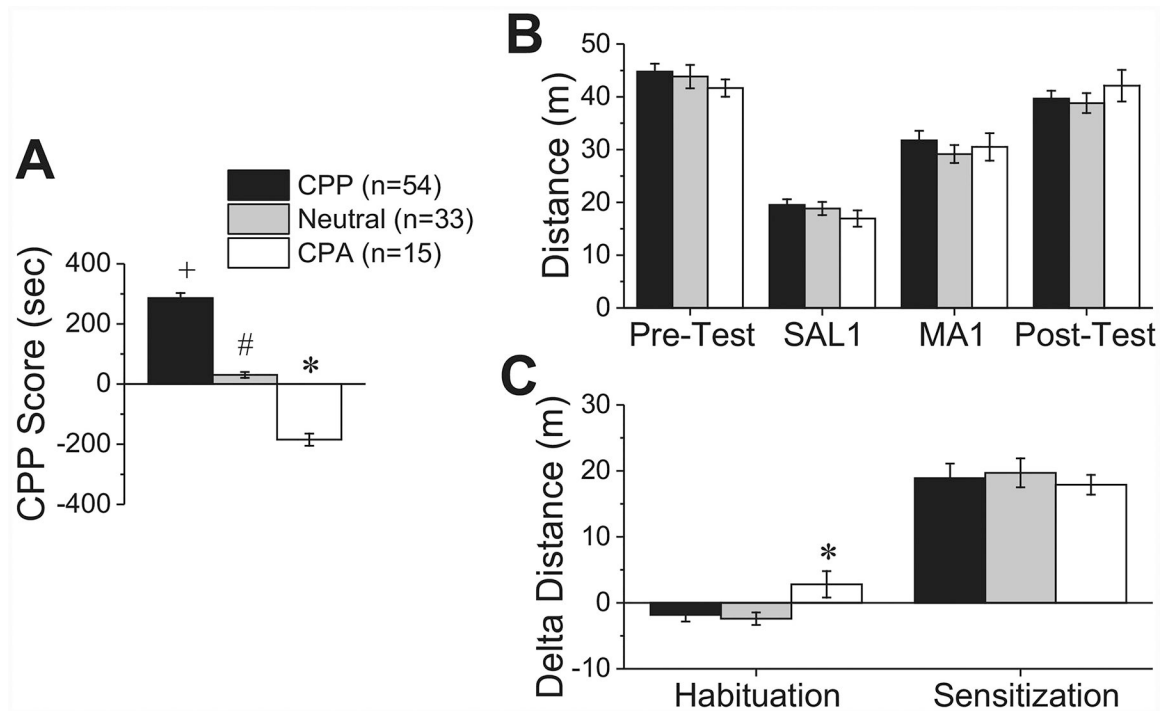 A
CPP (n=54)
Neutral (n=33)
CPA (n=15)
CPP Score (sec)
400
200
0
-200
-400
+
#
*
B
Distance (m)
50
40
30
20
10
0
Pre-Test SAL1 MA1 Post-Test
C
Delta Distance (m)
30
20
10
0
-10
*
Habituation Sensitization